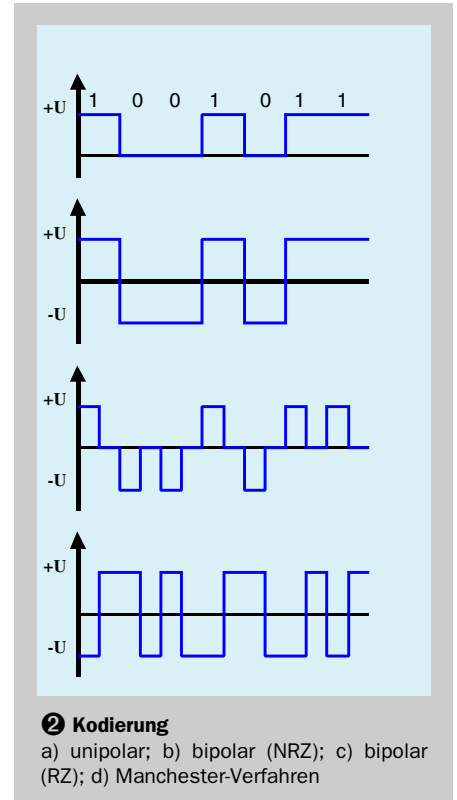 +U 1 0 0 1 0 1 1
+U
-U
+U
-U
+U
-U
❷ Kodierung
a) unipolar; b) bipolar (NRZ); c) bipolar
(RZ); d) Manchester-Verfahren